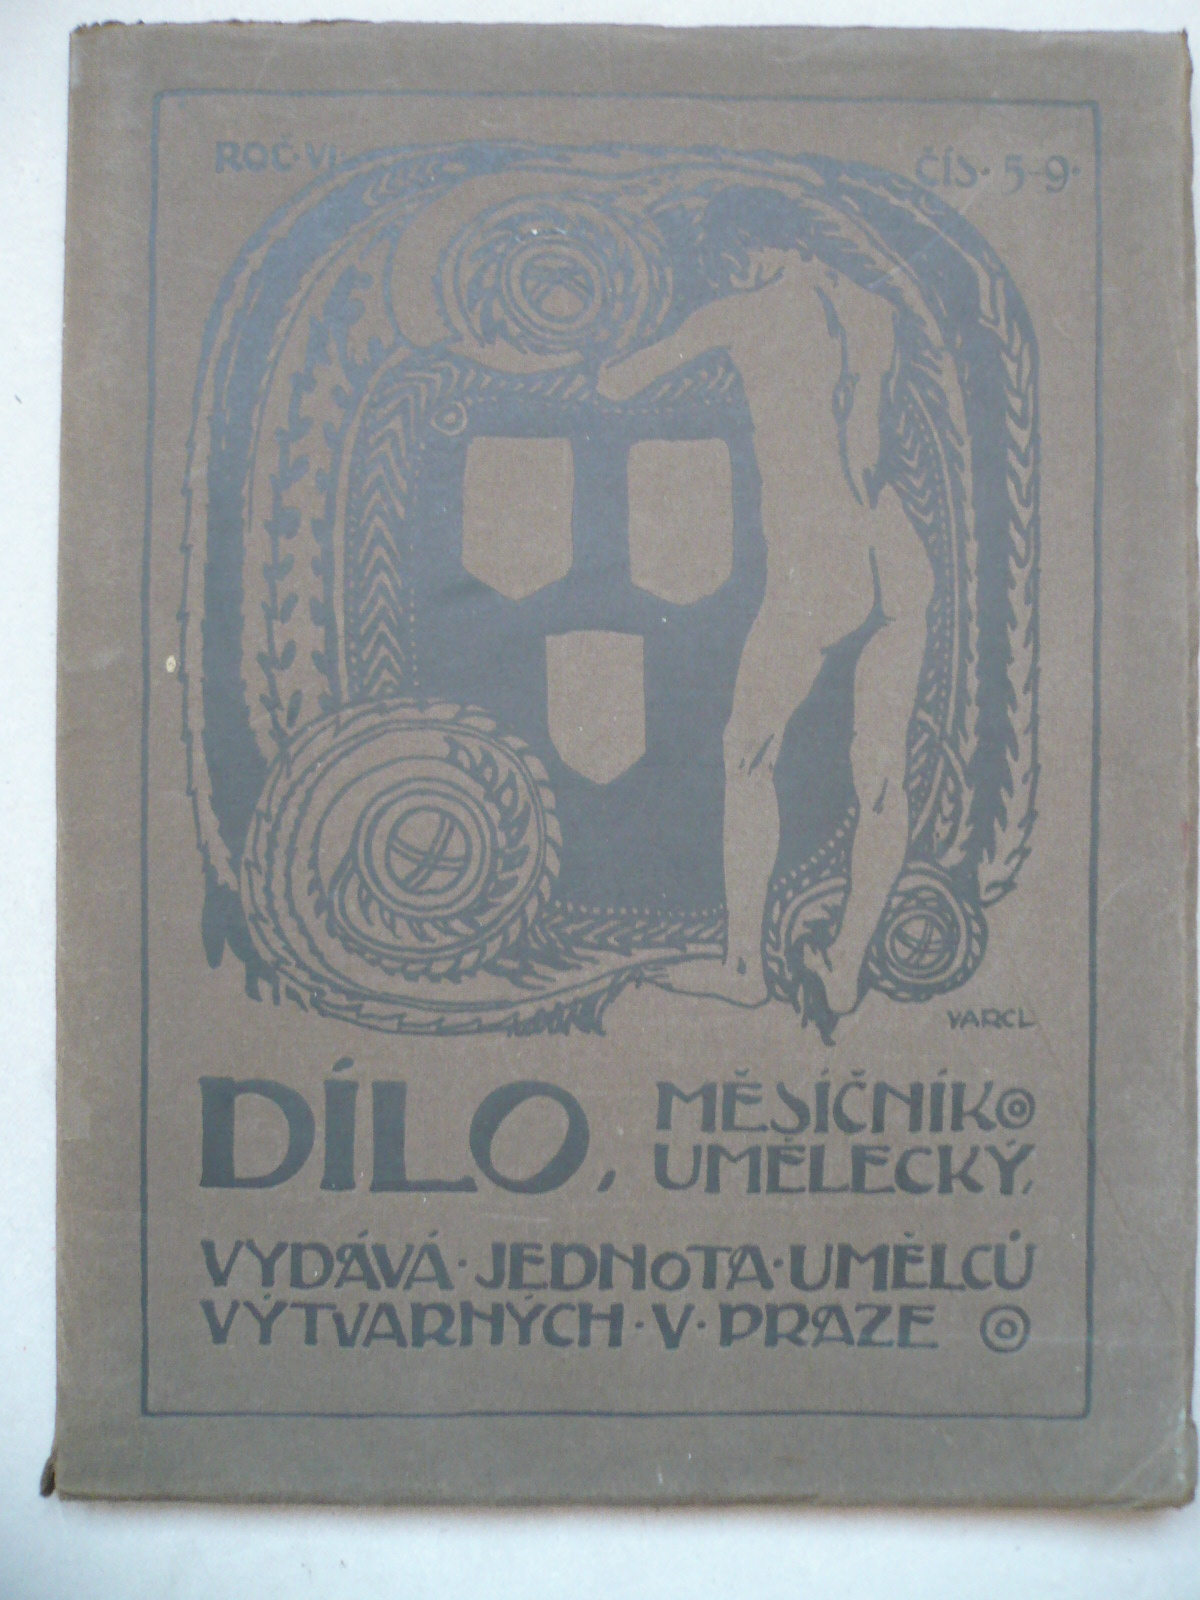 ROČ·VI·
ČÍS· 5-9·
VARCL
DÍLO, MĚSÍČNÍK
UMĚLECKÝ,
VYDÁVÁ·JEDNOTA·UMĚLCŮ
VÝTVARNÝCH·V·PRAZE